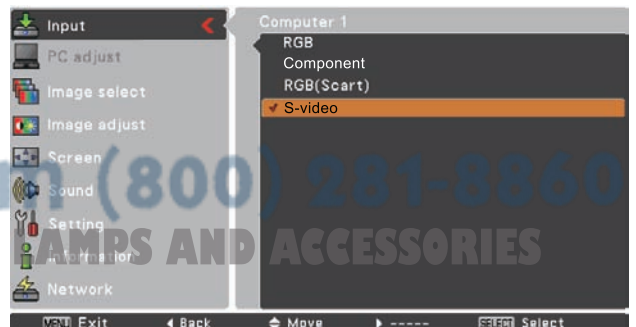 Input
Computer 1
RGB
PC adjust
Component
Image select
RGB(Scart)
S-video
Image adjust
Screen
(800) 281-8860
Sound
Setting
LAMPS AND ACCESSORIES
Information
Network
MENU Exit
Back
Move
-----
SELECT Select